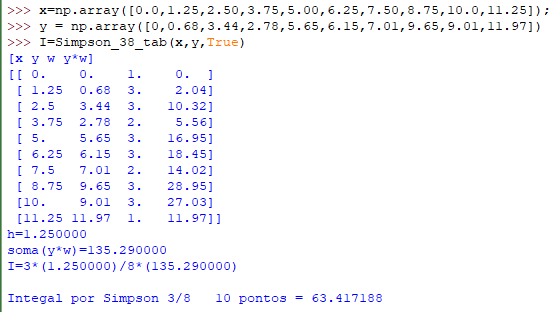 >>> x=np.array([0.0,1.25,2.50,3.75,5.00,6.25,7.50,8.75,10.0,11.25]);
>>> y = np.array([0,0.68,3.44,2.78,5.65,6.15,7.01,9.65,9.01,11.97])
>>> I=Simpson_38_tab(x,y,True)
[x y w y*w]
[[ 0.     0.     1.     0.  ]
 [ 1.25  0.68  3.     2.04]
 [ 2.5   3.44  3.    10.32]
 [ 3.75  2.78  2.     5.56]
 [ 5.    5.65  3.    16.95]
 [ 6.25  6.15  3.    18.45]
 [ 7.5   7.01  2.    14.02]
 [ 8.75  9.65  3.    28.95]
 [10.    9.01  3.    27.03]
 [11.25 11.97  1.    11.97]]
h=1.250000
soma(y*w)=135.290000
I=3*(1.250000)/8*(135.290000)
Integal por Simpson 3/8   10 pontos = 63.417188